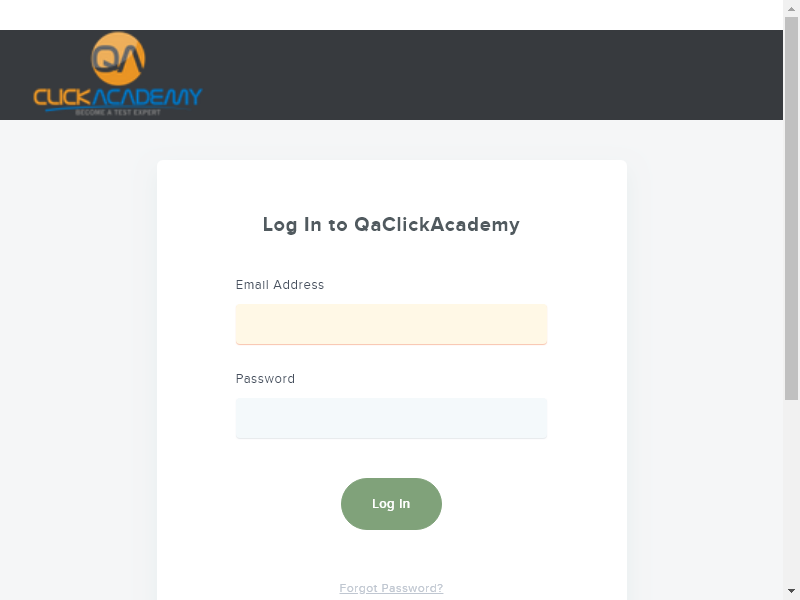 QA
CLICKACADEMY
BECOME A TEST EXPERT
Log In to QaClickAcademy
Email Address
Password
Log In
Forgot Password?